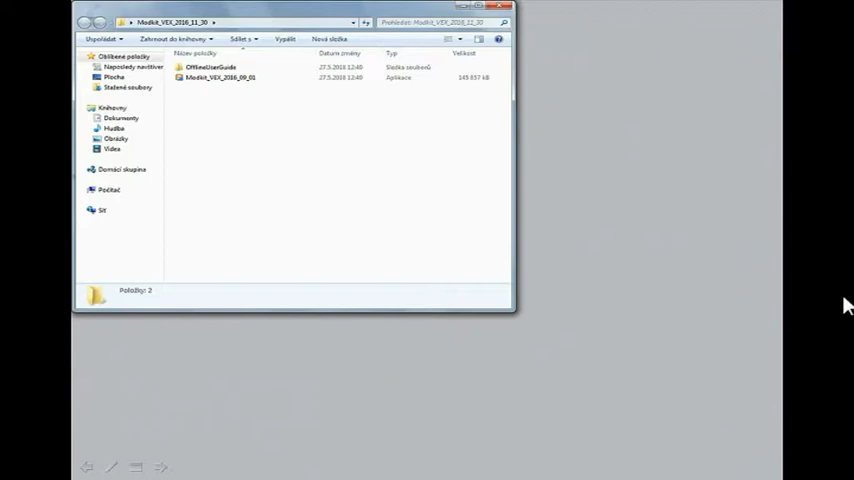 Modkit_VEX_2016_11_30
Prohledat: Modkit_VEX_2016_11_30
Uspořádat Zahrnout do knihovny Sdílet s Vypálit Nová složka
Název položky Datum změny Typ Velikost
Oblíbené položky
Naposledy navštíven
Plocha
Stažené soubory
Knihovny
Dokumenty
Hudba
Obrázky
Videa
Domácí skupina
Počítač
Síť
OfflineUserGuide 27.5.2018 12:40 Složka souborů
Modkit_VEX_2016_09_01 27.5.2018 12:40 Aplikace 145 857 kB
Položky: 2